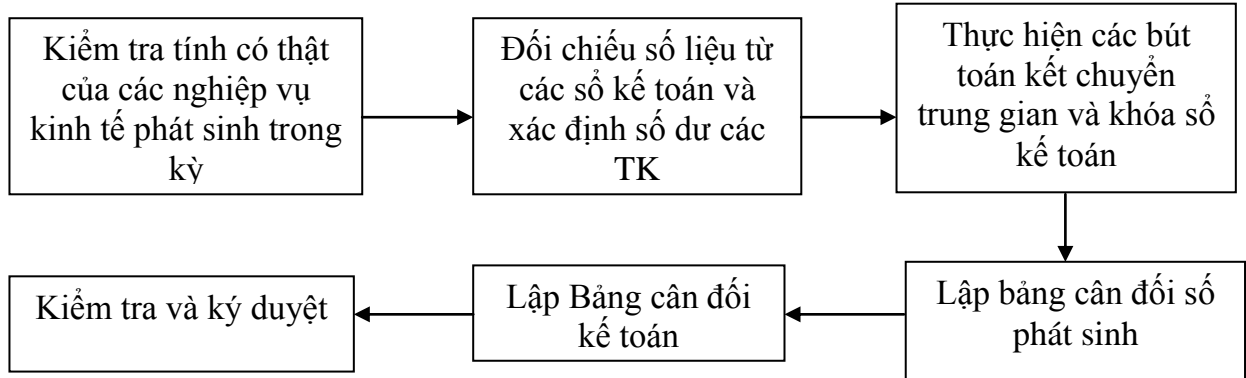 Kiểm tra tính có thật
của các nghiệp vụ
kinh tế phát sinh trong
kỳ
Đối chiếu số liệu từ
các sổ kế toán và
xác định số dư các
TK
Thực hiện các bút
toán kết chuyển
trung gian và khóa sổ
kế toán
Lập bảng cân đối số
phát sinh
Lập Bảng cân đối
kế toán
Kiểm tra và ký duyệt